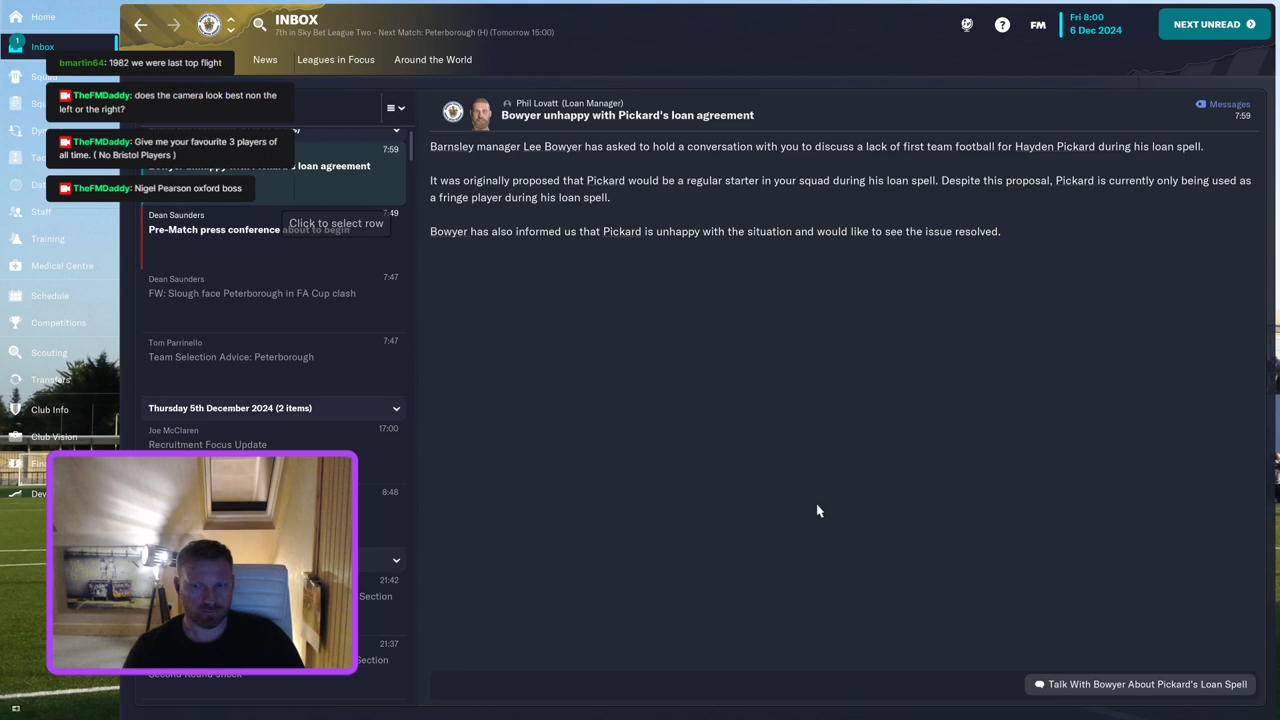 Home
INBOX
7th in Sky Bet League Two - Next Match: Peterborough (H) (Tomorrow 15:00)
FM
Fri 8:00
6 Dec 2024
NEXT UNREAD
1
Inbox
News
Leagues in Focus
Around the World
bmartin64: 1982 we were last top flight
TheFMDaddy: does the camera look best non the
left or the right?
TheFMDaddy: Give me your favourite 3 players of
all time. ( No Bristol Players )
TheFMDaddy: Nigel Pearson oxford boss
Staff
Training
Medical Centre
Schedule
Competitions
Scouting
Transfers
Club Info
Club Vision
7:59
loan agreement
Dean Saunders
7:49
Pre-Match press conference about to begin
Click to select row
Dean Saunders
7:47
FW: Slough face Peterborough in FA Cup clash
Tom Parrinello
7:47
Team Selection Advice: Peterborough
Thursday 5th December 2024 (2 items)
Joe McClaren
17:00
Recruitment Focus Update
8:48
21:42
Section
21:37
Section
Phil Lovatt (Loan Manager)
Bowyer unhappy with Pickard's loan agreement
Messages
7:59
Barnsley manager Lee Bowyer has asked to hold a conversation with you to discuss a lack of first team football for Hayden Pickard during his loan spell.
It was originally proposed that Pickard would be a regular starter in your squad during his loan spell. Despite this proposal, Pickard is currently only being used as
a fringe player during his loan spell.
Bowyer has also informed us that Pickard is unhappy with the situation and would like to see the issue resolved.
Talk With Bowyer About Pickard's Loan Spell